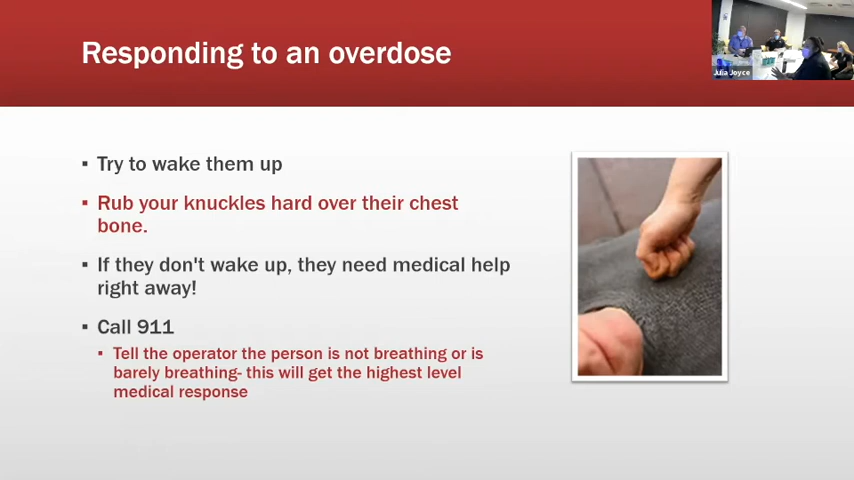 Responding to an overdose
Julia Joyce
▪ Try to wake them up
▪ Rub your knuckles hard over their chest
bone.
▪ If they don't wake up, they need medical help
right away!
▪ Call 911
▪ Tell the operator the person is not breathing or is
barely breathing- this will get the highest level
medical response